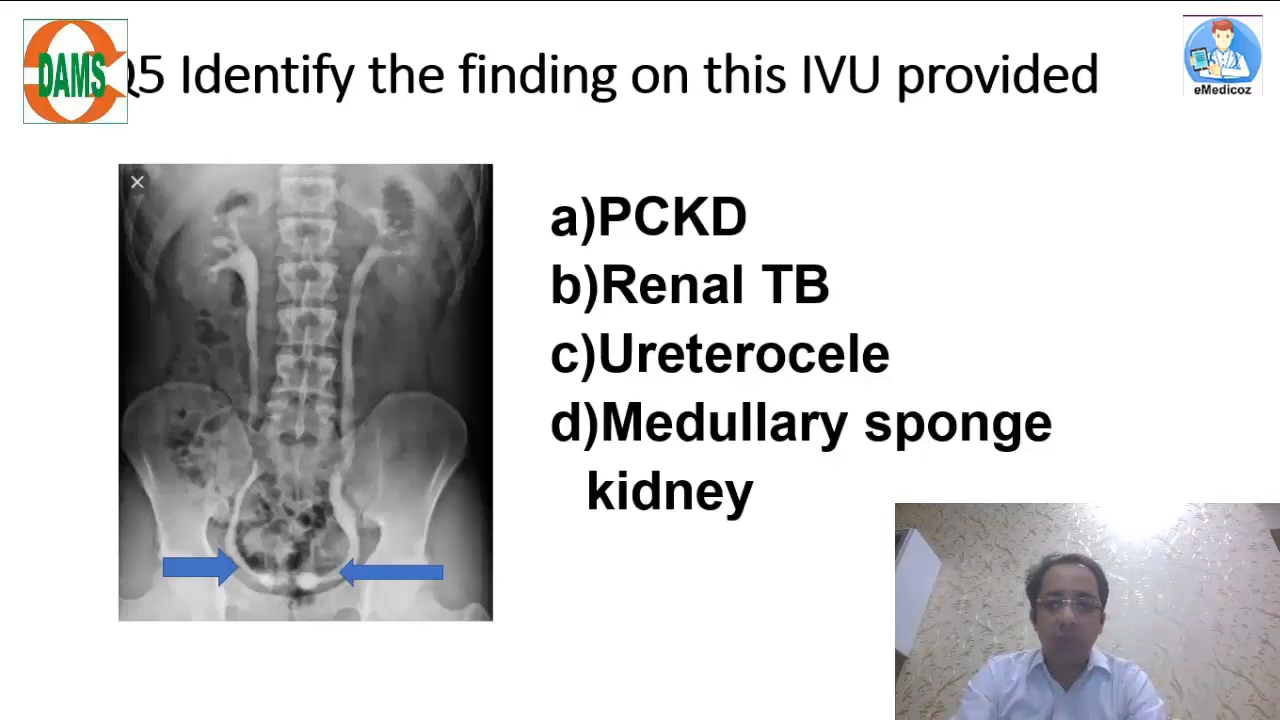 DAMS
Q5 Identify the finding on this IVU provided
eMedicoz
a)PCKD
b)Renal TB
c)Ureterocele
d)Medullary sponge
kidney